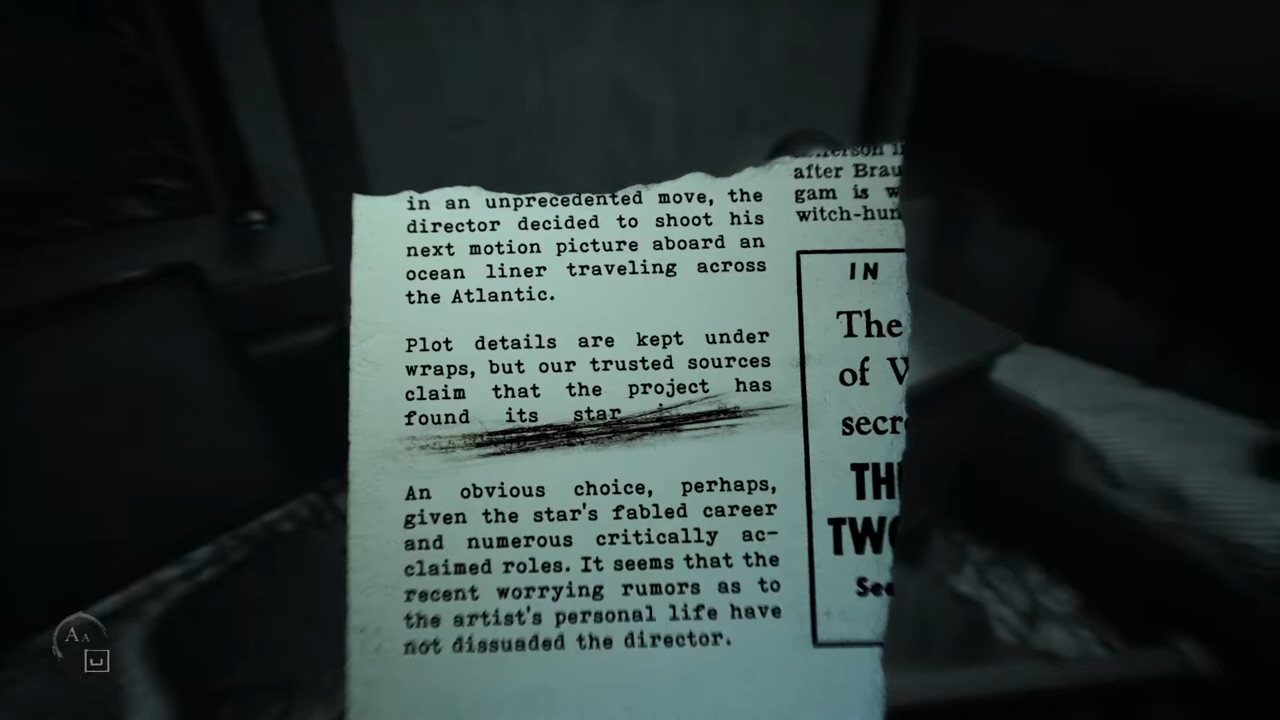 in an unprecedented move, the
director decided to shoot his
next motion picture aboard an
ocean liner traveling across
the Atlantic.
Plot details are kept under
wraps, but our trusted sources
claim that the project has
found its star
An obvious choice, perhaps,
given the star's fabled career
and numerous critically ac-
claimed roles. It seems that the
recent worrying rumors as to
the artist's personal life have
not dissuaded the director.
after Brau
gam is w
witch-hun
IN
The
of V
secr
TH
TWO
See
AA